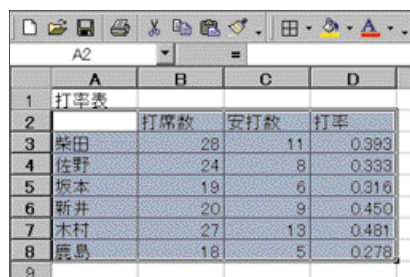 A2 =
A B C D
1 打率表
2 打席数 安打数 打率
3 柴田 28 11 0.393
4 佐野 24 8 0.333
5 坂本 19 6 0.316
6 新井 20 9 0.450
7 木村 27 13 0.481
8 鹿島 18 5 0.278
9